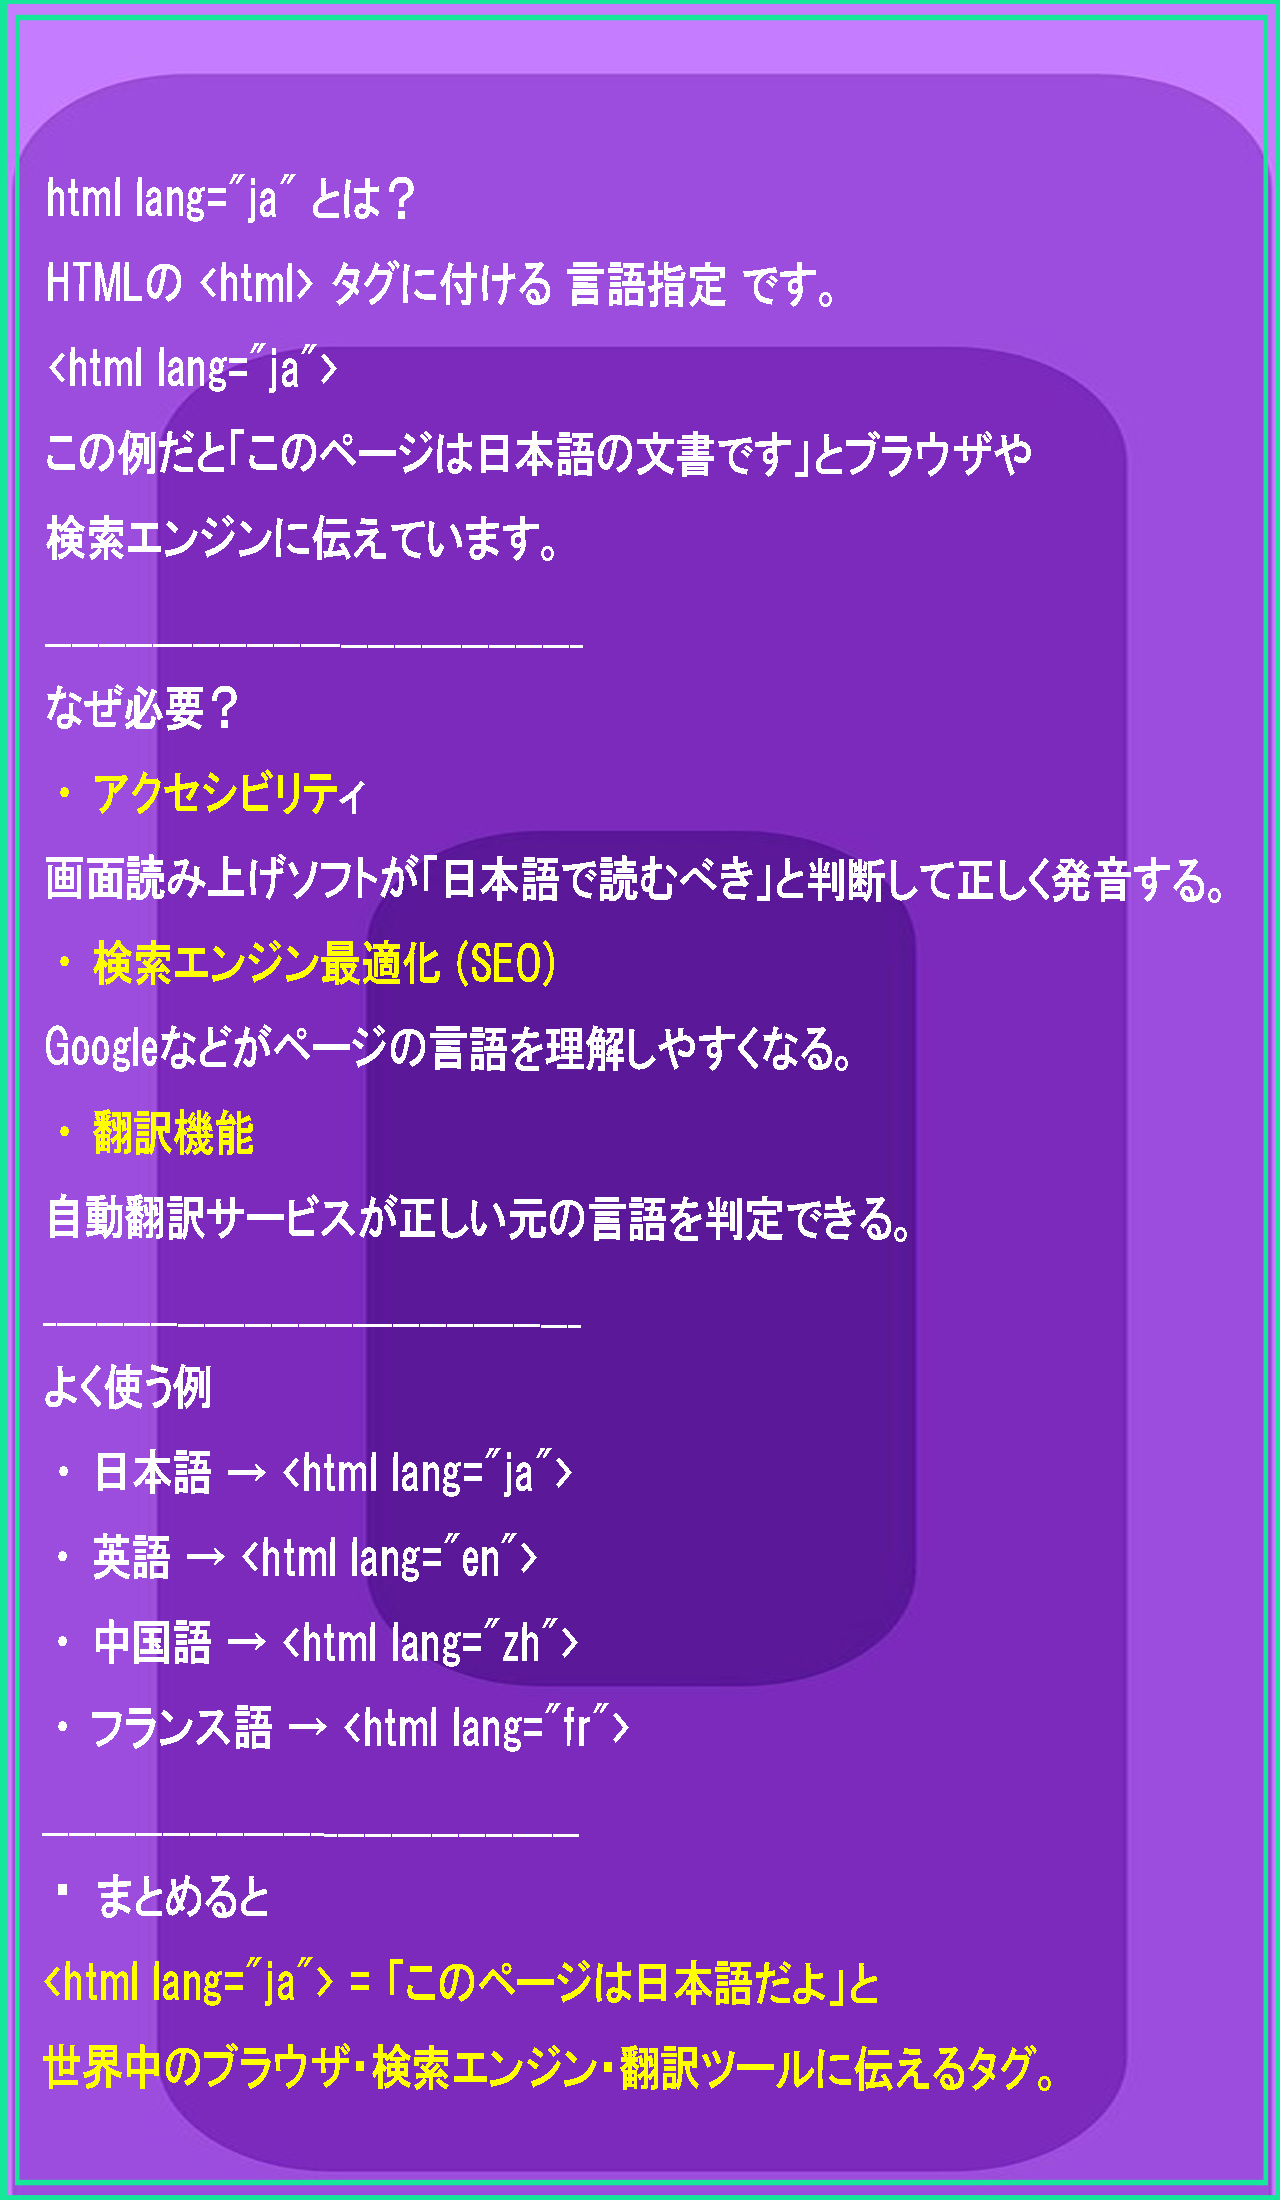 html lang="ja" とは？
HTMLの <html> タグに付ける 言語指定 です。
<html lang="ja">
この例だと「このページは日本語の文書です」とブラウザや
検索エンジンに伝えています。
なぜ必要？
・ アクセシビリティ
画面読み上げソフトが「日本語で読むべき」と判断して正しく発音する。
・ 検索エンジン最適化 (SEO)
Googleなどがページの言語を理解しやすくなる。
・ 翻訳機能
自動翻訳サービスが正しい元の言語を判定できる。
よく使う例
・ 日本語 → <html lang="ja">
・ 英語 → <html lang="en">
・ 中国語 → <html lang="zh">
・ フランス語 → <html lang="fr">
▪ まとめると
<html lang="ja"> = 「このページは日本語だよ」と
世界中のブラウザ・検索エンジン・翻訳ツールに伝えるタグ。